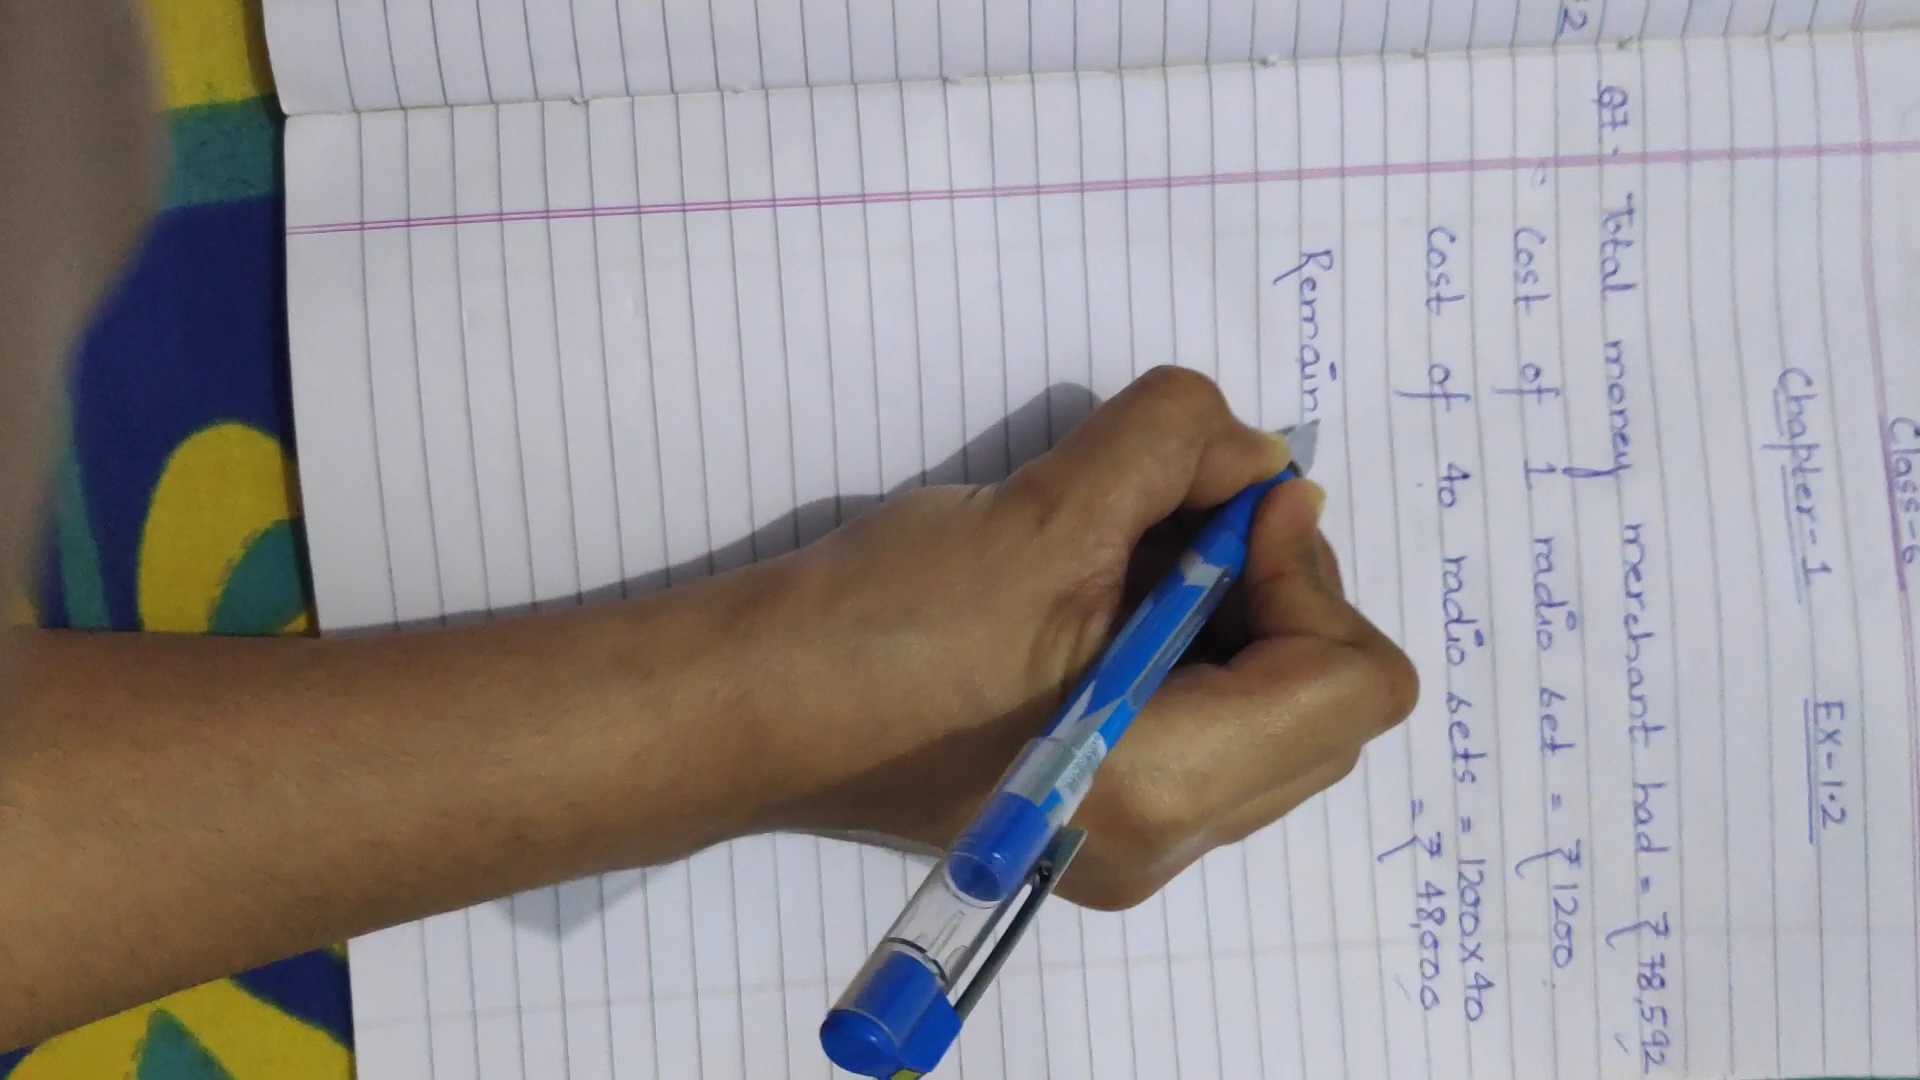 Class-6
Chapter-1 Ex-1.2
Q7. Total money merchant had = ₹ 78,592
Cost of 1 radio set = ₹ 1200.
Cost of 40 radio sets = 1200 x 40
= ₹ 48,000
Remain